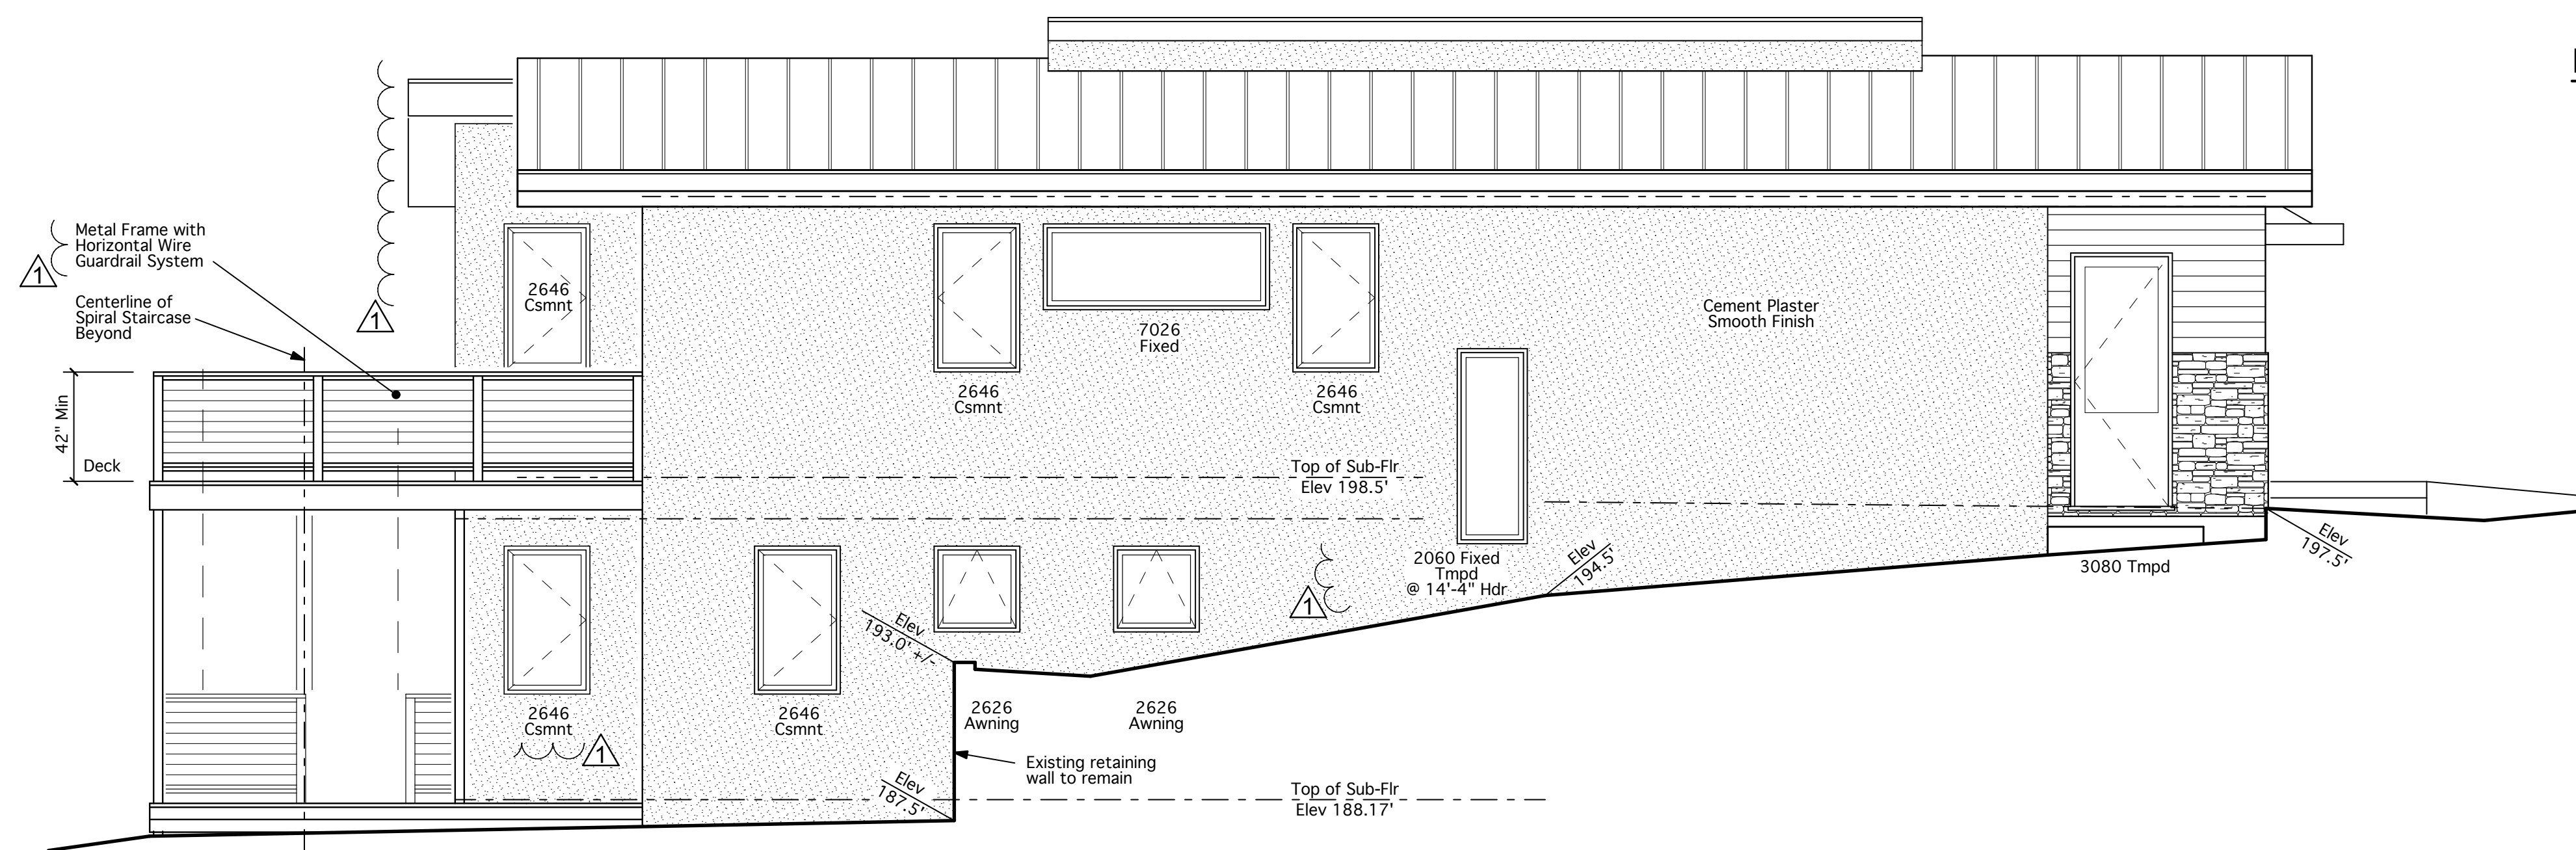 Metal Frame with
Horizontal Wire
Guardrail System
1
Centerline of
Spiral Staircase
Beyond
1
42" Min
Deck
2646
Csmnt
2646
Csmnt
7026
Fixed
2646
Csmnt
Cement Plaster
Smooth Finish
Top of Sub-Flr
Elev 198.5'
2060 Fixed
Tmpd
@ 14'-4" Hdr
1
Elev
194.5'
3080 Tmpd
Elev
197.5'
Elev
193.0' +/-
2646
Csmnt
1
2646
Csmnt
2626
Awning
2626
Awning
Existing retaining
wall to remain
Elev
187.5'
Top of Sub-Flr
Elev 188.17'